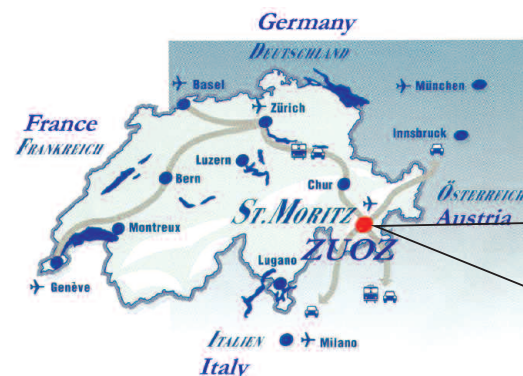 Germany
DEUTSCHLAND
Basel
München
Zürich
France
FRANKREICH
Innsbruck
Luzern
Bern
Chur
ÖSTERREICH
Austria
ST. MORITZ
Montreux
ZUOZ
Lugano
Genève
ITALIEN
Milano
Italy